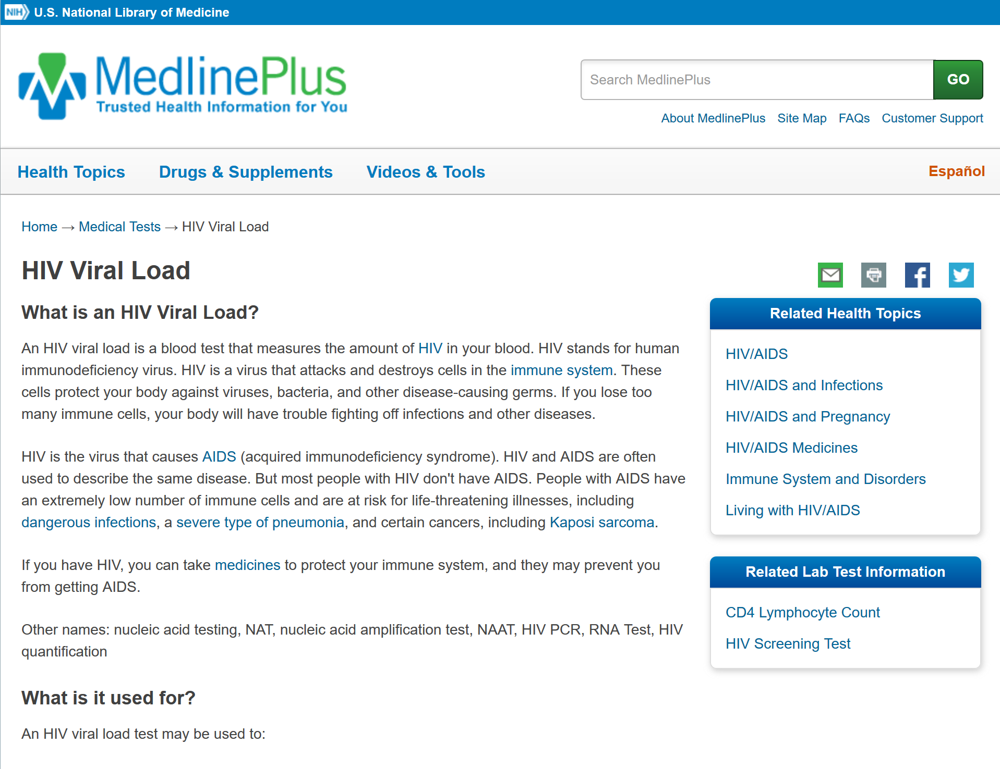 NIH U.S. National Library of Medicine
MedlinePlus
Trusted Health Information for You
Search MedlinePlus GO
About MedlinePlus Site Map FAQs Customer Support
Health Topics Drugs & Supplements Videos & Tools Español
Home → Medical Tests → HIV Viral Load
HIV Viral Load
What is an HIV Viral Load?
An HIV viral load is a blood test that measures the amount of HIV in your blood. HIV stands for human
immunodeficiency virus. HIV is a virus that attacks and destroys cells in the immune system. These
cells protect your body against viruses, bacteria, and other disease-causing germs. If you lose too
many immune cells, your body will have trouble fighting off infections and other diseases.
HIV is the virus that causes AIDS (acquired immunodeficiency syndrome). HIV and AIDS are often
used to describe the same disease. But most people with HIV don't have AIDS. People with AIDS have
an extremely low number of immune cells and are at risk for life-threatening illnesses, including
dangerous infections, a severe type of pneumonia, and certain cancers, including Kaposi sarcoma.
If you have HIV, you can take medicines to protect your immune system, and they may prevent you
from getting AIDS.
Other names: nucleic acid testing, NAT, nucleic acid amplification test, NAAT, HIV PCR, RNA Test, HIV
quantification
What is it used for?
An HIV viral load test may be used to:
Related Health Topics
HIV/AIDS
HIV/AIDS and Infections
HIV/AIDS and Pregnancy
HIV/AIDS Medicines
Immune System and Disorders
Living with HIV/AIDS
Related Lab Test Information
CD4 Lymphocyte Count
HIV Screening Test